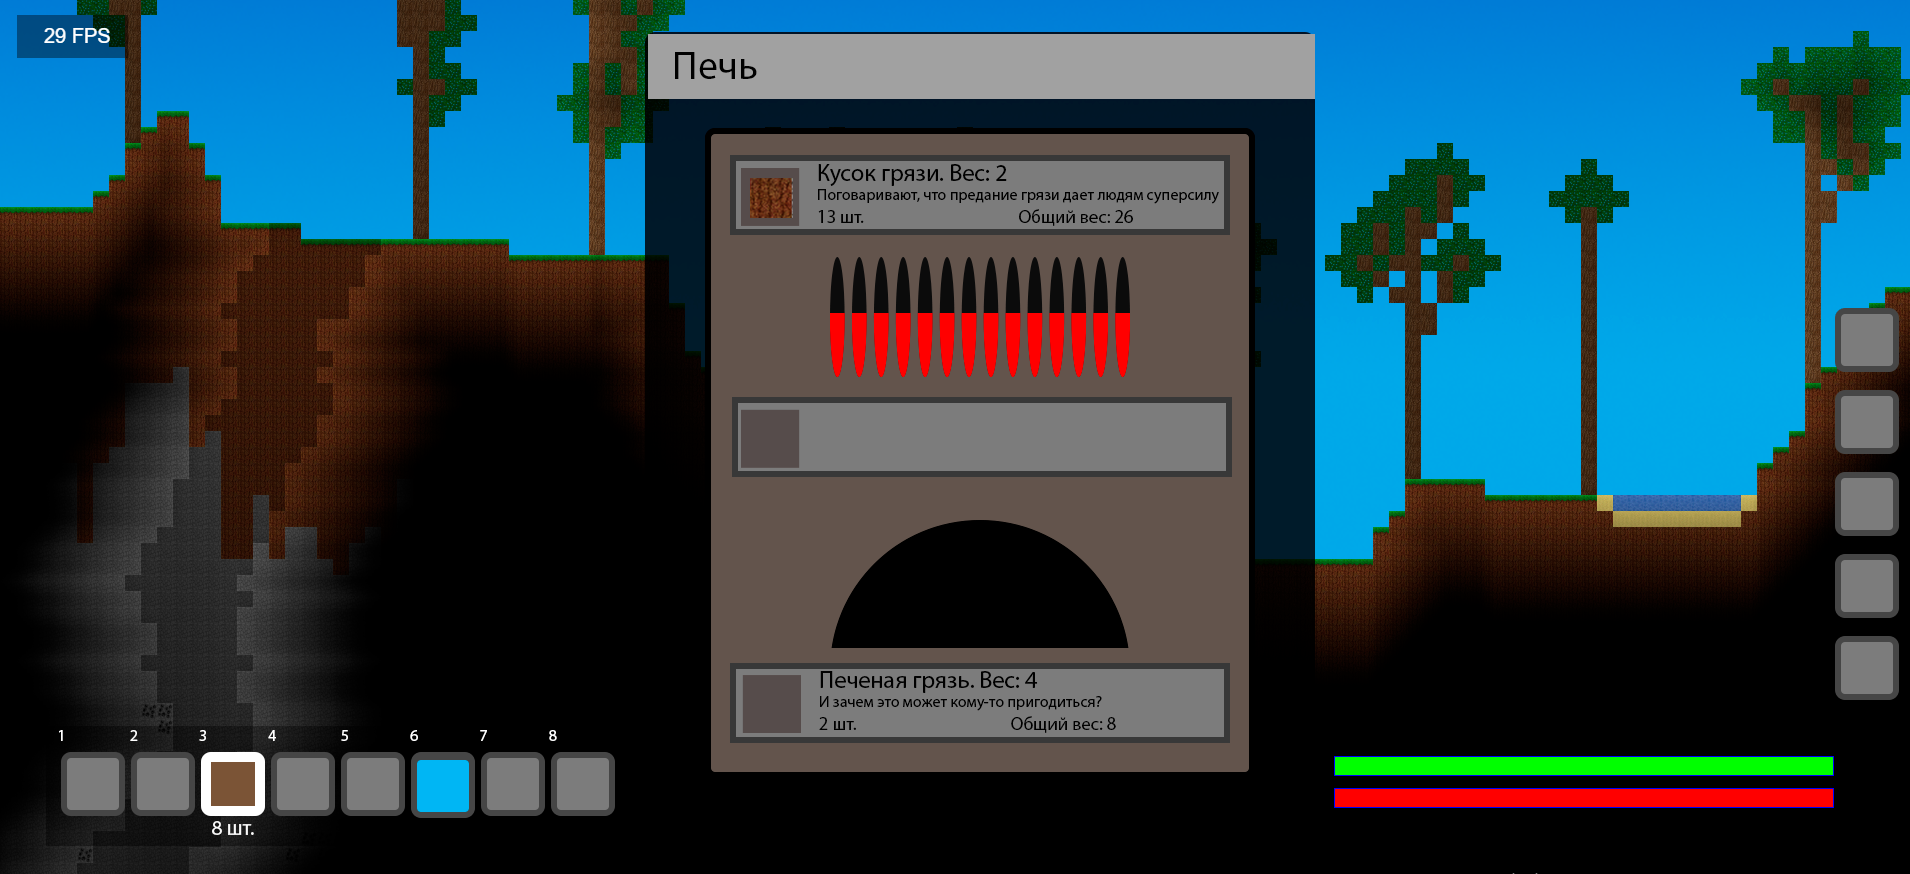 29 FPS
Печь
Кусок грязи. Вес: 2
Поговаривают, что предание грязи дает людям суперсилу
13 шт.
Общий вес: 26
Печеная грязь. Вес: 4
И зачем это может кому-то пригодиться?
2 шт.
Общий вес: 8
1 2 3 4 5 6 7 8
8 шт.